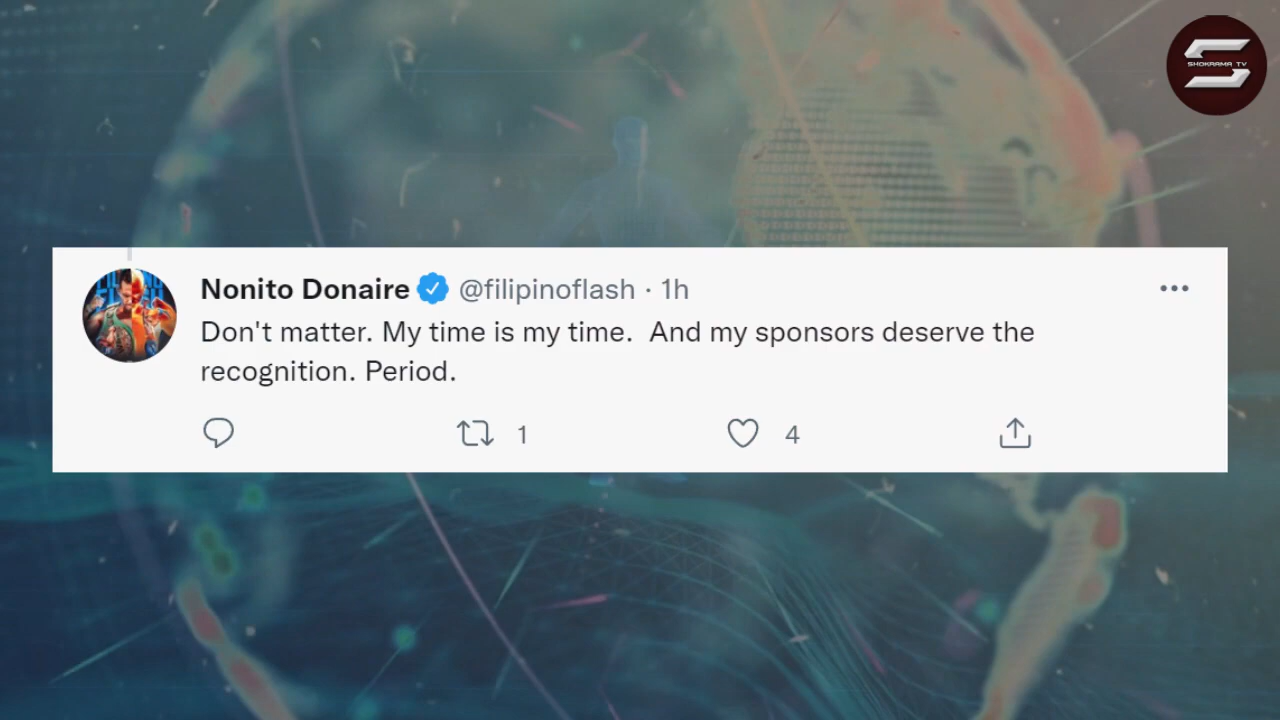 SHOKRAMA TV
Nonito Donaire @filipinoflash · 1h
Don't matter. My time is my time.  And my sponsors deserve the
recognition. Period.
1 4